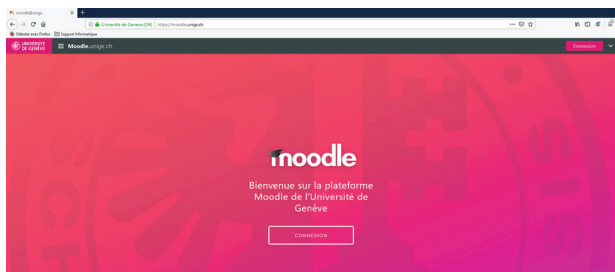 moodle@unige
Université de Geneve (CH) https://moodle.unige.ch
Débuter avec Firefox Support Informatique
UNIVERSITÉ
DE GENÈVE
Moodle.unige.ch
Connexion
moodle
Bienvenue sur la plateforme
Moodle de l'Université de
Genève
CONNEXION